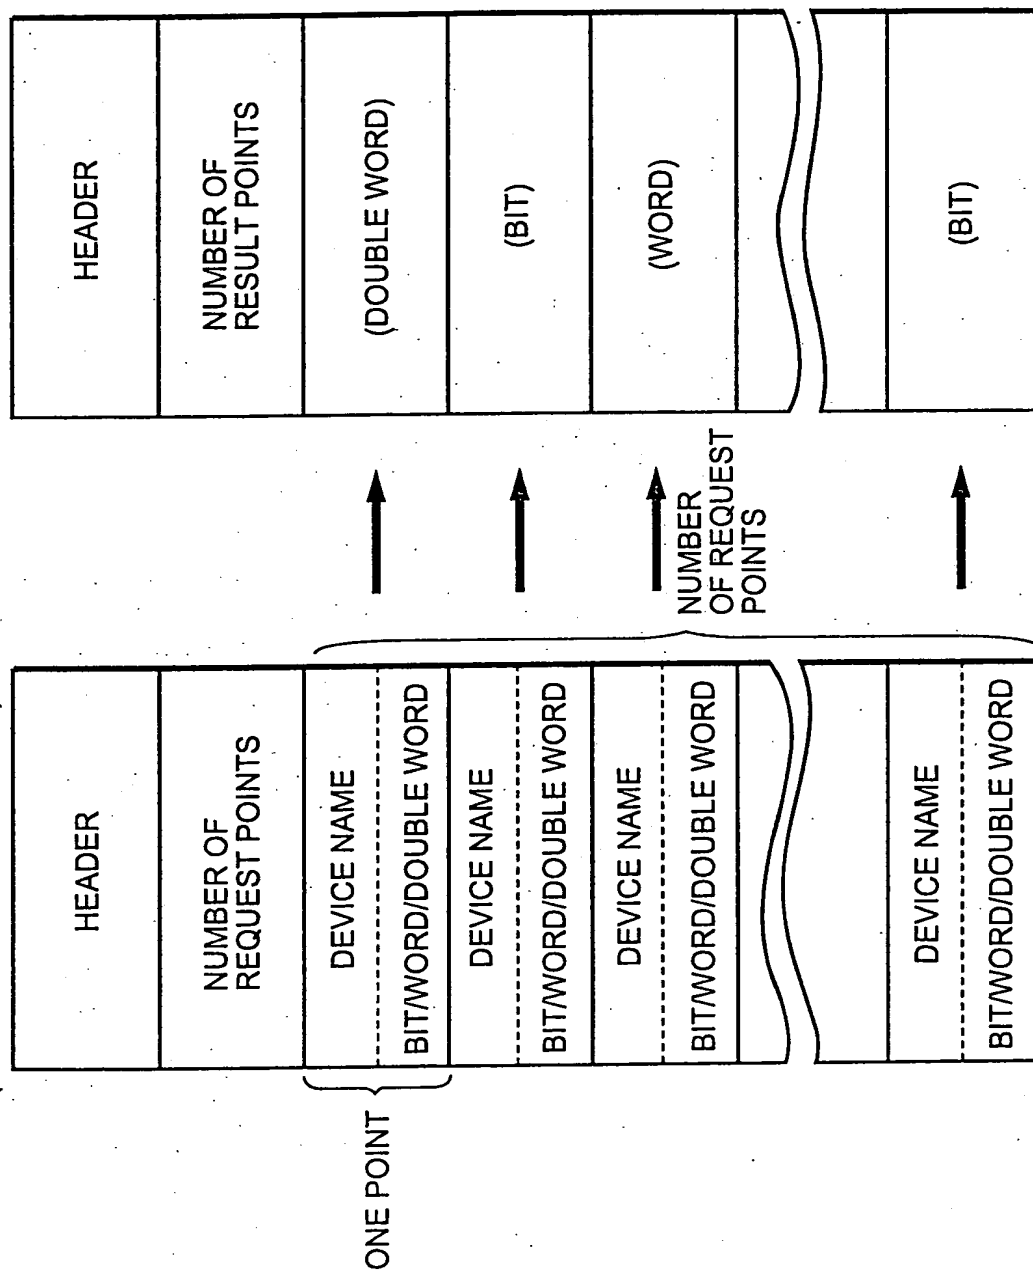 ONE POINT
HEADER
NUMBER OF
REQUEST POINTS
DEVICE NAME
BIT/WORD/DOUBLE WORD
DEVICE NAME
BIT/WORD/DOUBLE WORD
DEVICE NAME
BIT/WORD/DOUBLE WORD
DEVICE NAME
BIT/WORD/DOUBLE WORD
NUMBER
OF REQUEST
POINTS
HEADER
NUMBER OF
RESULT POINTS
(DOUBLE WORD)
(BIT)
(WORD)
(BIT)